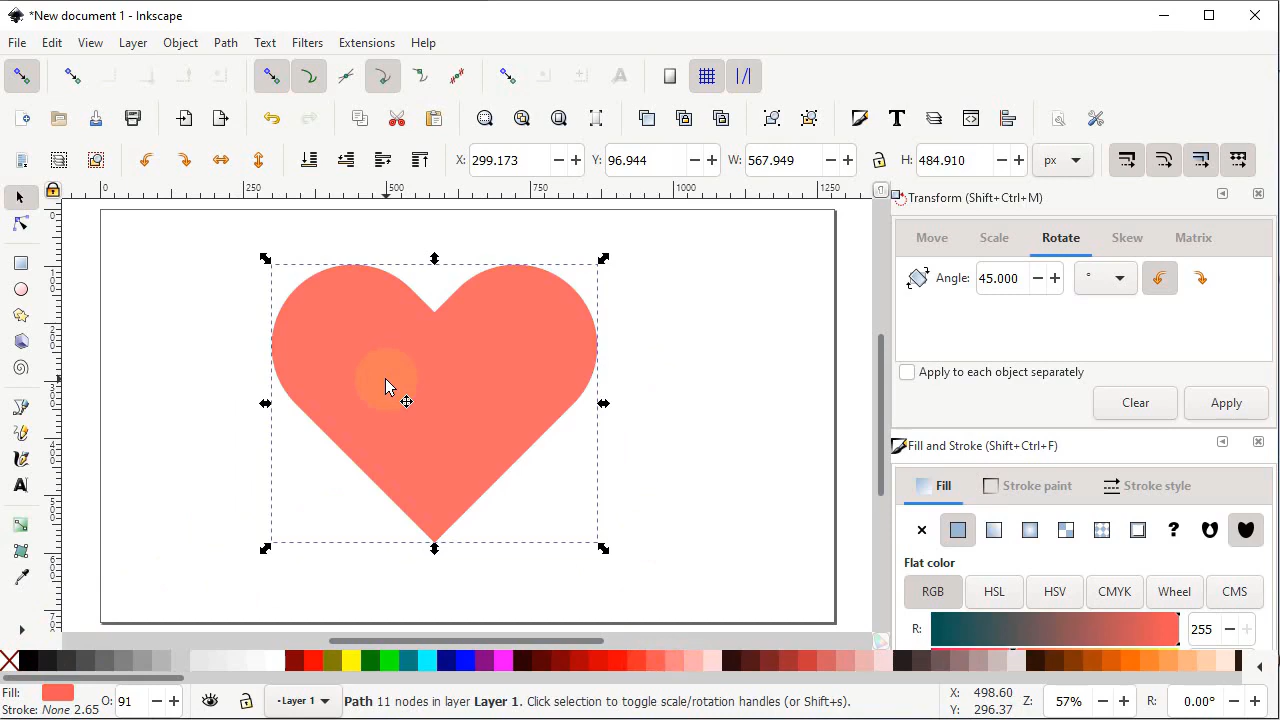 *New document 1 - Inkscape
File Edit View Layer Object Path Text Filters Extensions Help
X: 299.173 Y: 96.944 W: 567.949 H: 484.910 px
0 250 500 750 1000 1250
Transform (Shift+Ctrl+M)
Move Scale Rotate Skew Matrix
Angle: 45.000 °
Apply to each object separately
Clear Apply
Fill and Stroke (Shift+Ctrl+F)
Fill Stroke paint Stroke style
Flat color
RGB HSL HSV CMYK Wheel CMS
R: 255
Fill:
Stroke: None 2.65
O: 91
Layer 1
Path 11 nodes in layer Layer 1. Click selection to toggle scale/rotation handles (or Shift+s).
X: 498.60
Y: 296.37
Z: 57%
R: 0.00°